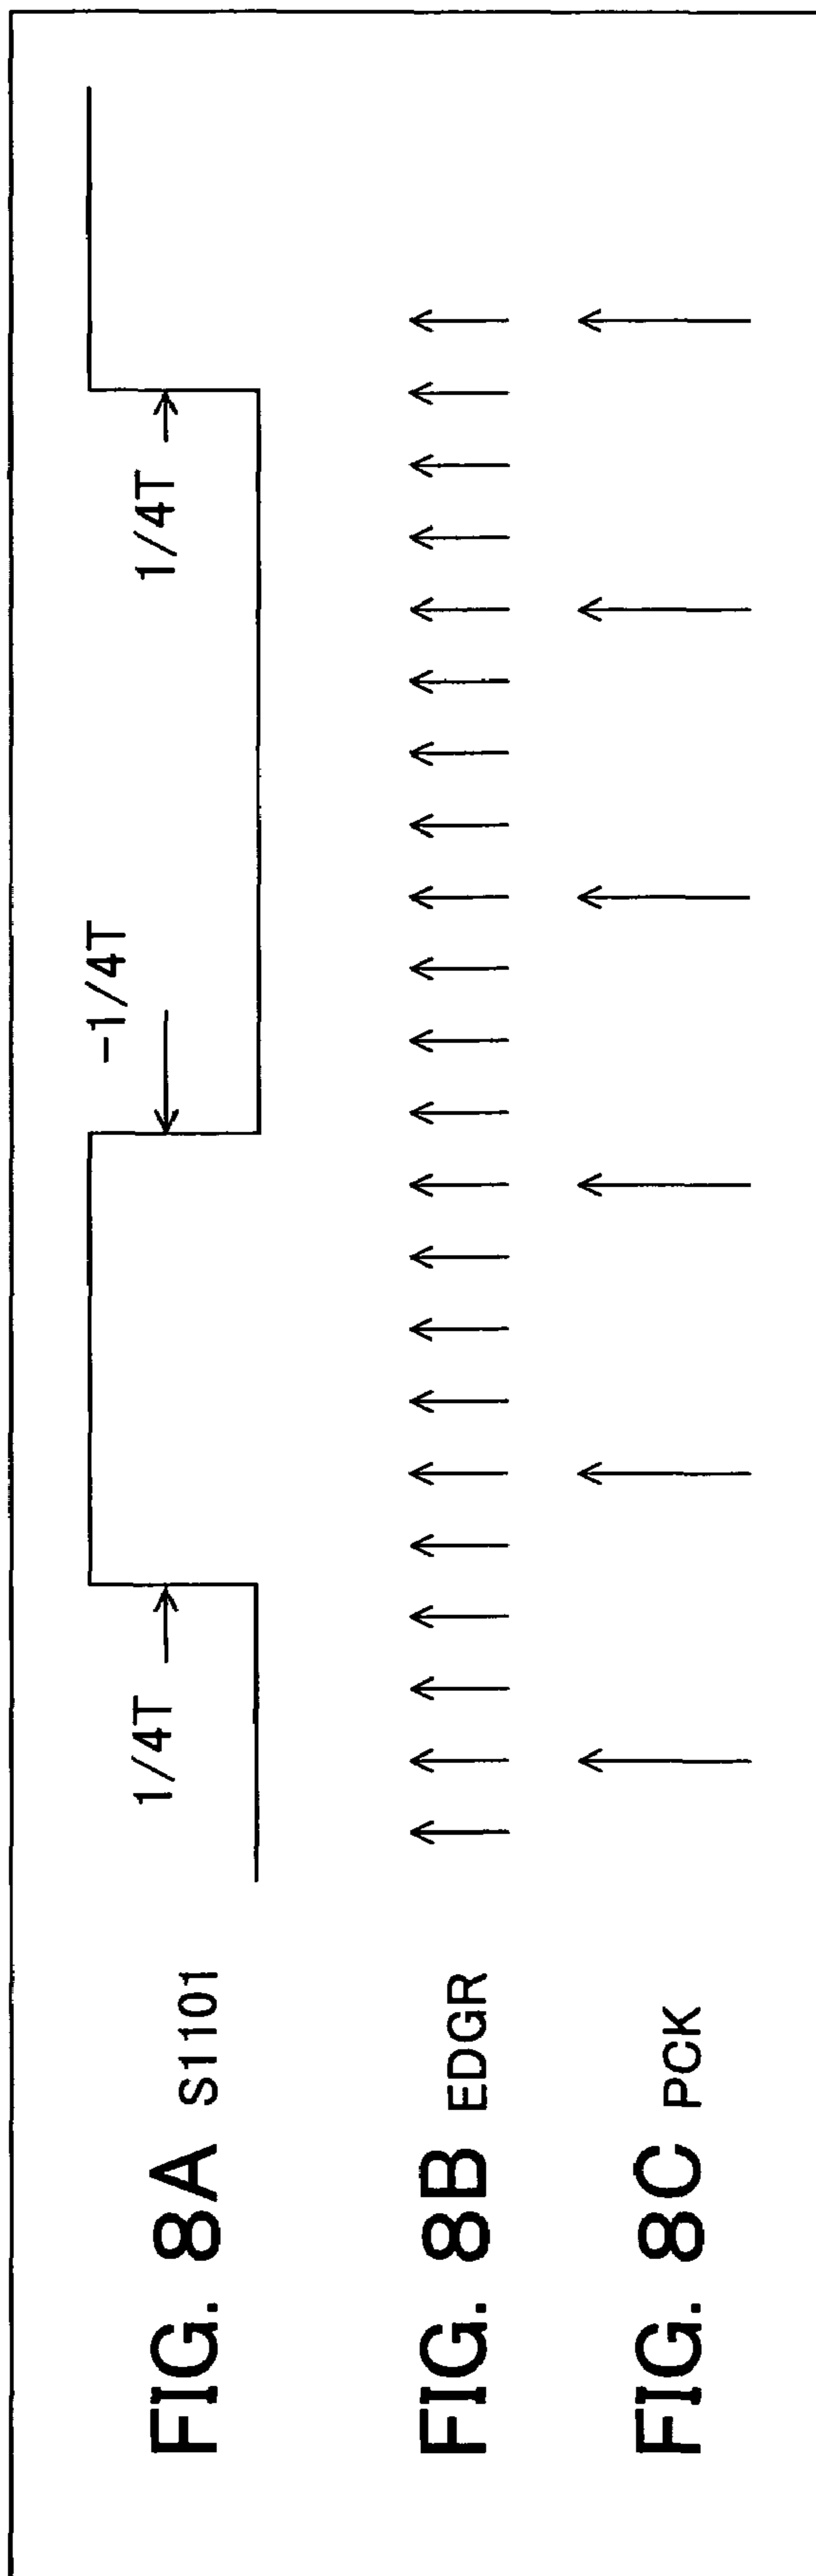 FIG. 8A S1101
1/4T
-1/4T
1/4T
FIG. 8B EDGR
FIG. 8C PCK